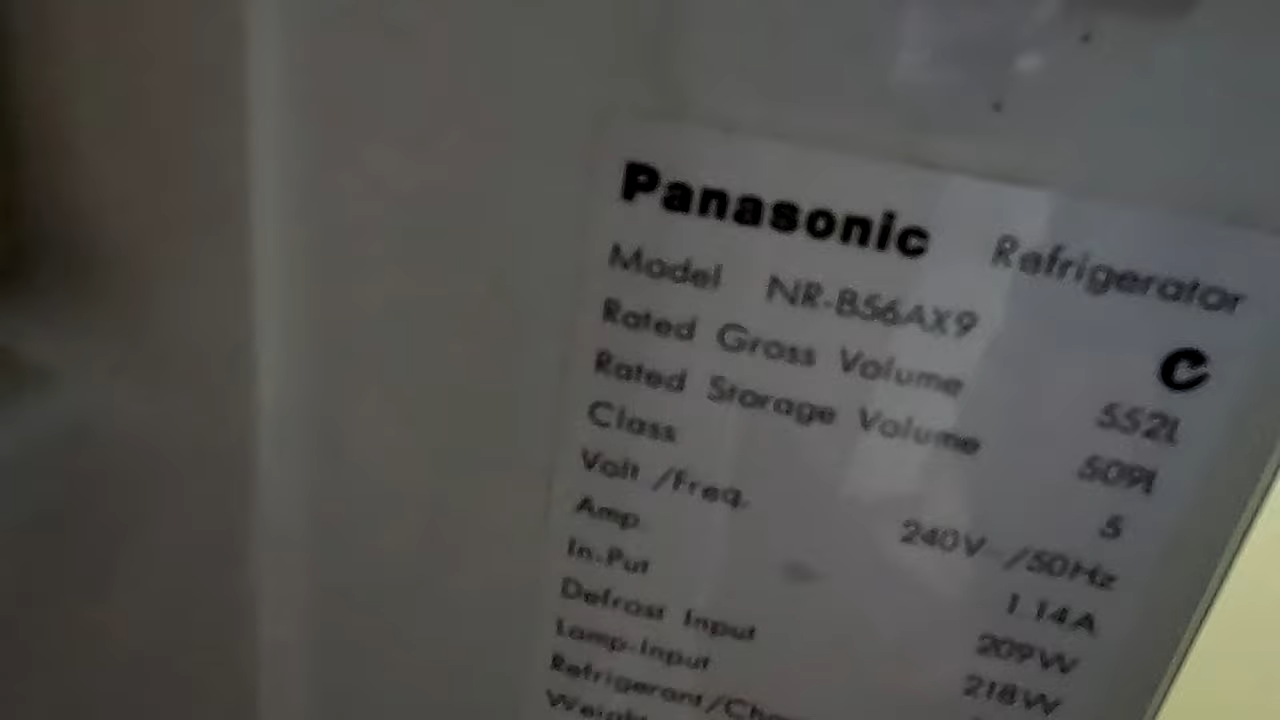 Panasonic Refrigerator
Model NR-B56AX9
Rated Gross Volume 552l
Rated Storage Volume 509l
Class 5
Volt /Freq. 240V~/50Hz
Amp 1.14A
In.Put 209W
Defrost Input 218W
Lamp.Input